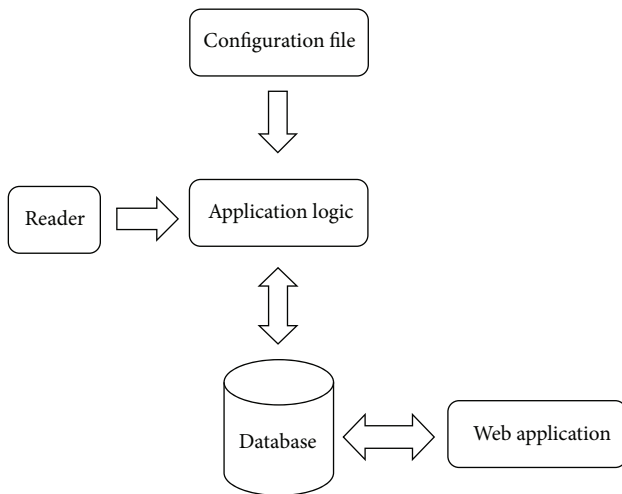 Configuration file
Reader
Application logic
Database
Web application